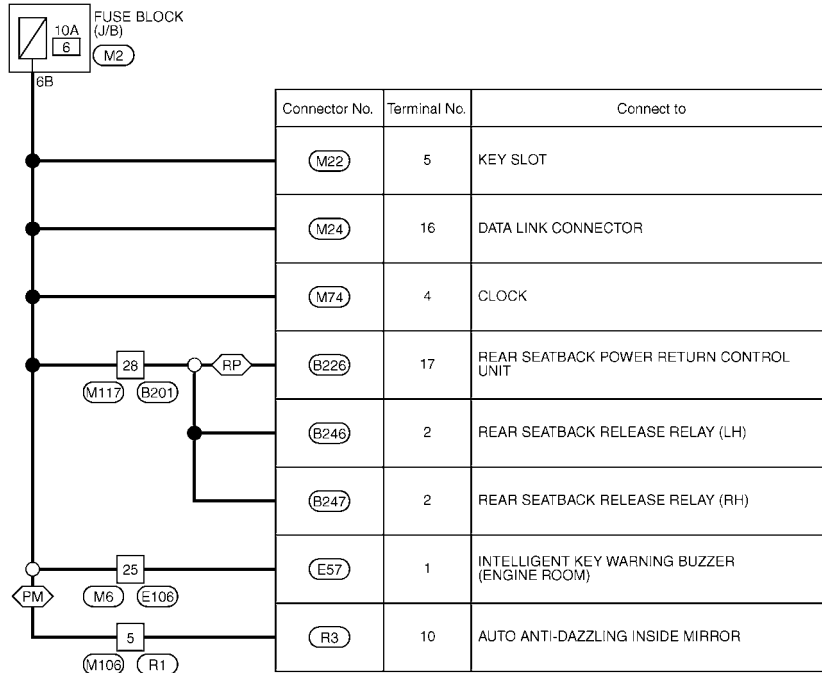 FUSE BLOCK
(J/B)
10A
6
M2
6B
Connector No. Terminal No. Connect to
M22 5 KEY SLOT
M24 16 DATA LINK CONNECTOR
M74 4 CLOCK
28 RP B226 17 REAR SEATBACK POWER RETURN CONTROL
UNIT
M117 B201
B246 2 REAR SEATBACK RELEASE RELAY (LH)
B247 2 REAR SEATBACK RELEASE RELAY (RH)
25 E57 1 INTELLIGENT KEY WARNING BUZZER
(ENGINE ROOM)
PM M6 E106
5 R3 10 AUTO ANTI-DAZZLING INSIDE MIRROR
M106 R1